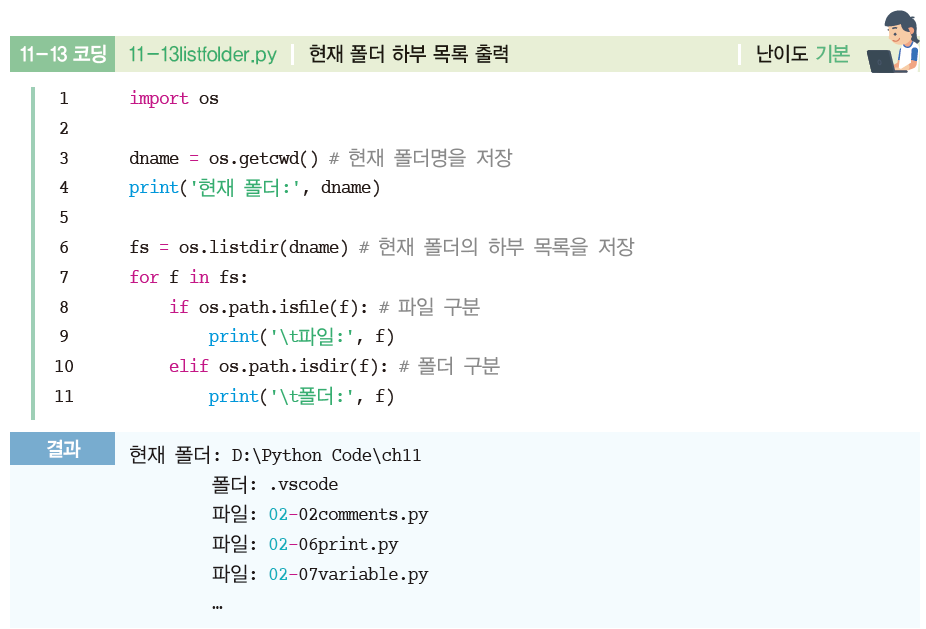 11-13 코딩 11-13listfolder.py 현재 폴더 하부 목록 출력 난이도 기본
1 import os
2
3 dname = os.getcwd() # 현재 폴더명을 저장
4 print('현재 폴더:', dname)
5
6 fs = os.listdir(dname) # 현재 폴더의 하부 목록을 저장
7 for f in fs:
8     if os.path.isfile(f): # 파일 구분
9         print('\t파일:', f)
10     elif os.path.isdir(f): # 폴더 구분
11         print('\t폴더:', f)
결과 현재 폴더: D:\Python Code\ch11
폴더: .vscode
파일: 02-02comments.py
파일: 02-06print.py
파일: 02-07variable.py
…